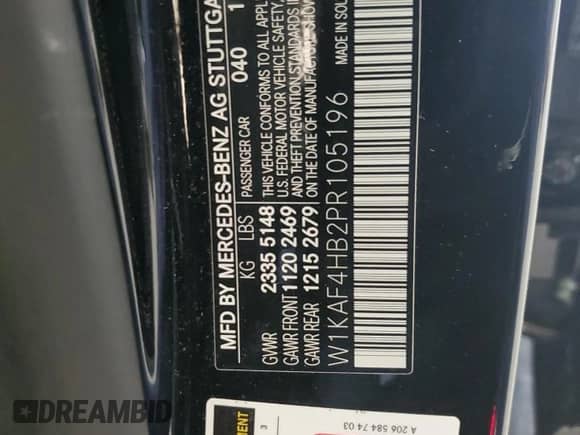 MFD BY MERCEDES-BENZ AG STUTTGA
040 1
KG LBS PASSENGER CAR
GVWR 2335 5148 THIS VEHICLE CONFORMS TO ALL APPL
GAWR FRONT 1120 2469 U.S. FEDERAL MOTOR VEHICLE SAFETY
GAWR REAR 1215 2679 AND THEFT PREVENTION STANDARDS IN
ON THE DATE OF MANUFACTURE SHOW
W1KAF4HB2PR105196 MADE IN SOU
A 206 584 74 03
DREAMBID